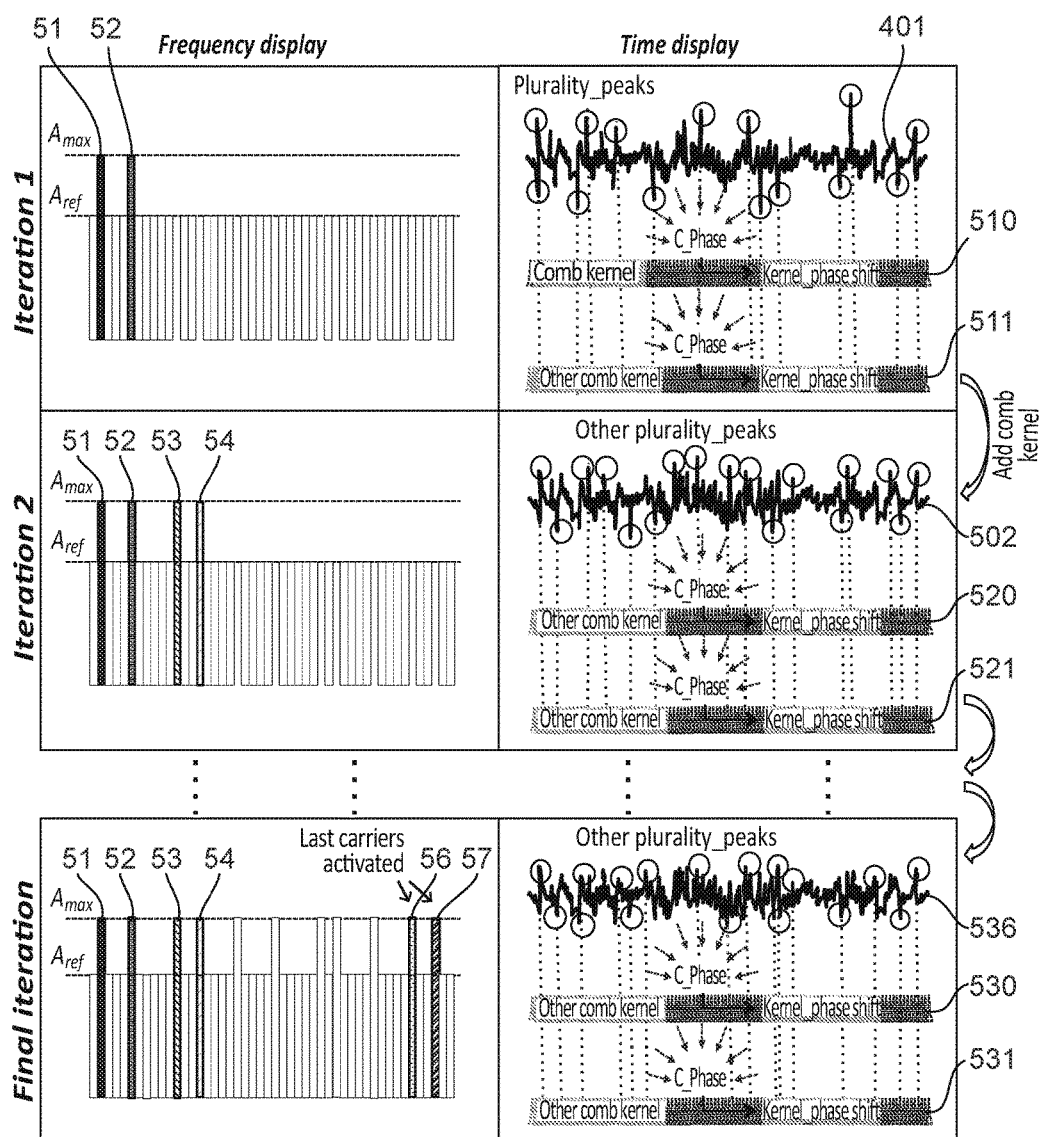 51 52 Frequency display Time display 401
Iteration 1
Amax
Aref
Plurality_peaks
C_Phase
Comb kernel Kernel_phase shift 510
C_Phase
Other comb kernel Kernel_phase shift 511
Add comb kernel
Iteration 2
51 52 53 54
Amax
Aref
Other plurality_peaks
502
C_Phase
Other comb kernel Kernel_phase shift 520
C_Phase
Other comb kernel Kernel_phase shift 521
Final iteration
Last carriers
activated
51 52 53 54 56 57
Amax
Aref
Other plurality_peaks
536
C_Phase
Other comb kernel Kernel_phase shift 530
C_Phase
Other comb kernel Kernel_phase shift 531